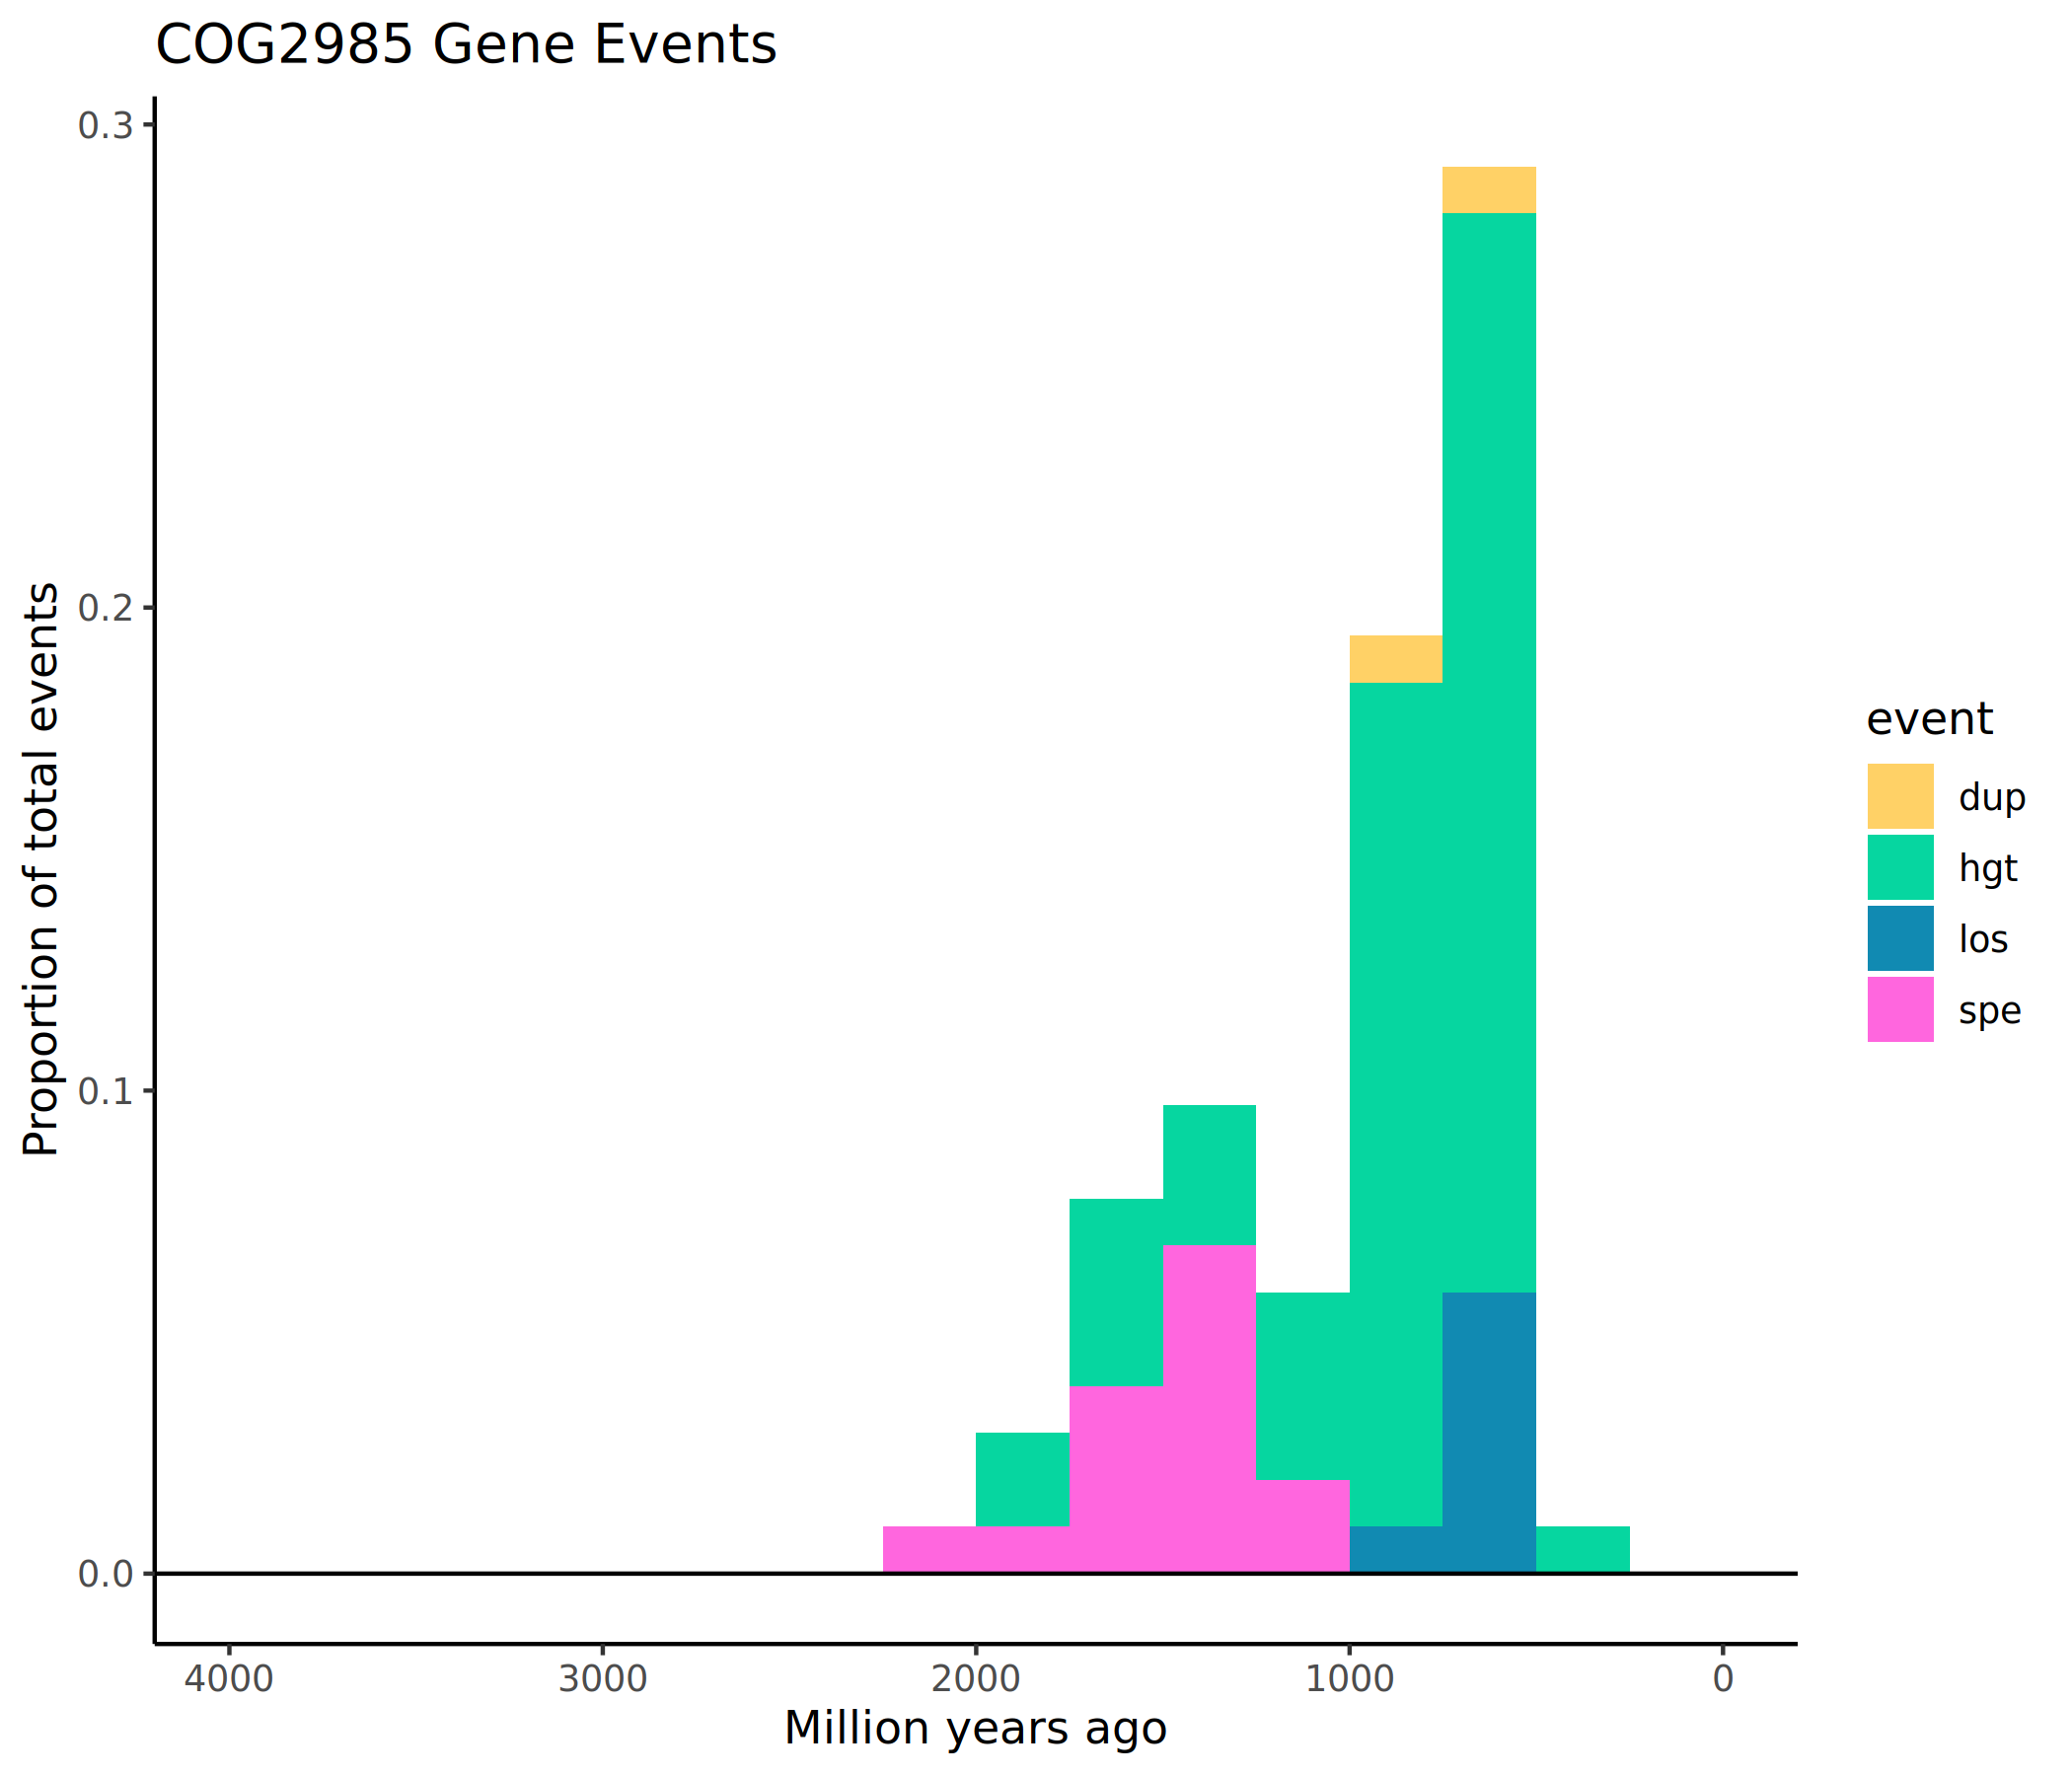 COG2985 Gene Events
0.3
0.2
0.1
0.0
Proportion of total events
4000 3000 2000 1000 0
Million years ago
event
dup
hgt
los
spe